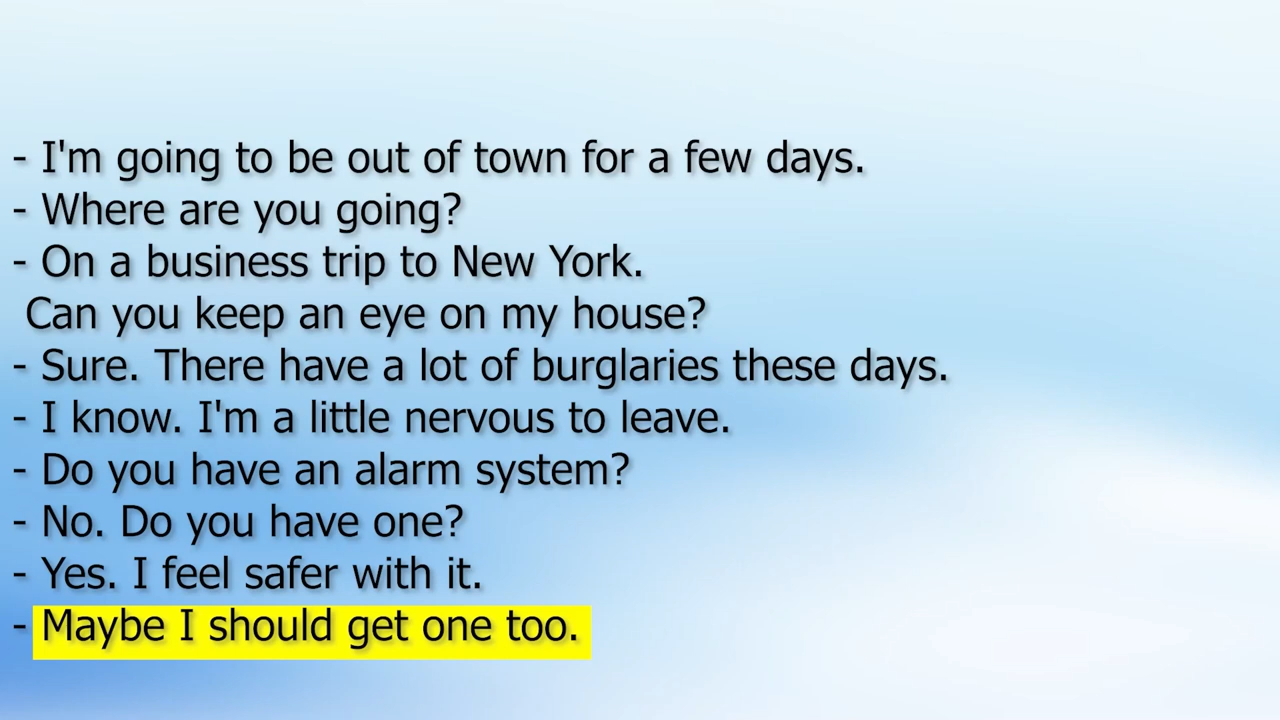 - I'm going to be out of town for a few days.
- Where are you going?
- On a business trip to New York.
Can you keep an eye on my house?
- Sure. There have a lot of burglaries these days.
- I know. I'm a little nervous to leave.
- Do you have an alarm system?
- No. Do you have one?
- Yes. I feel safer with it.
- Maybe I should get one too.